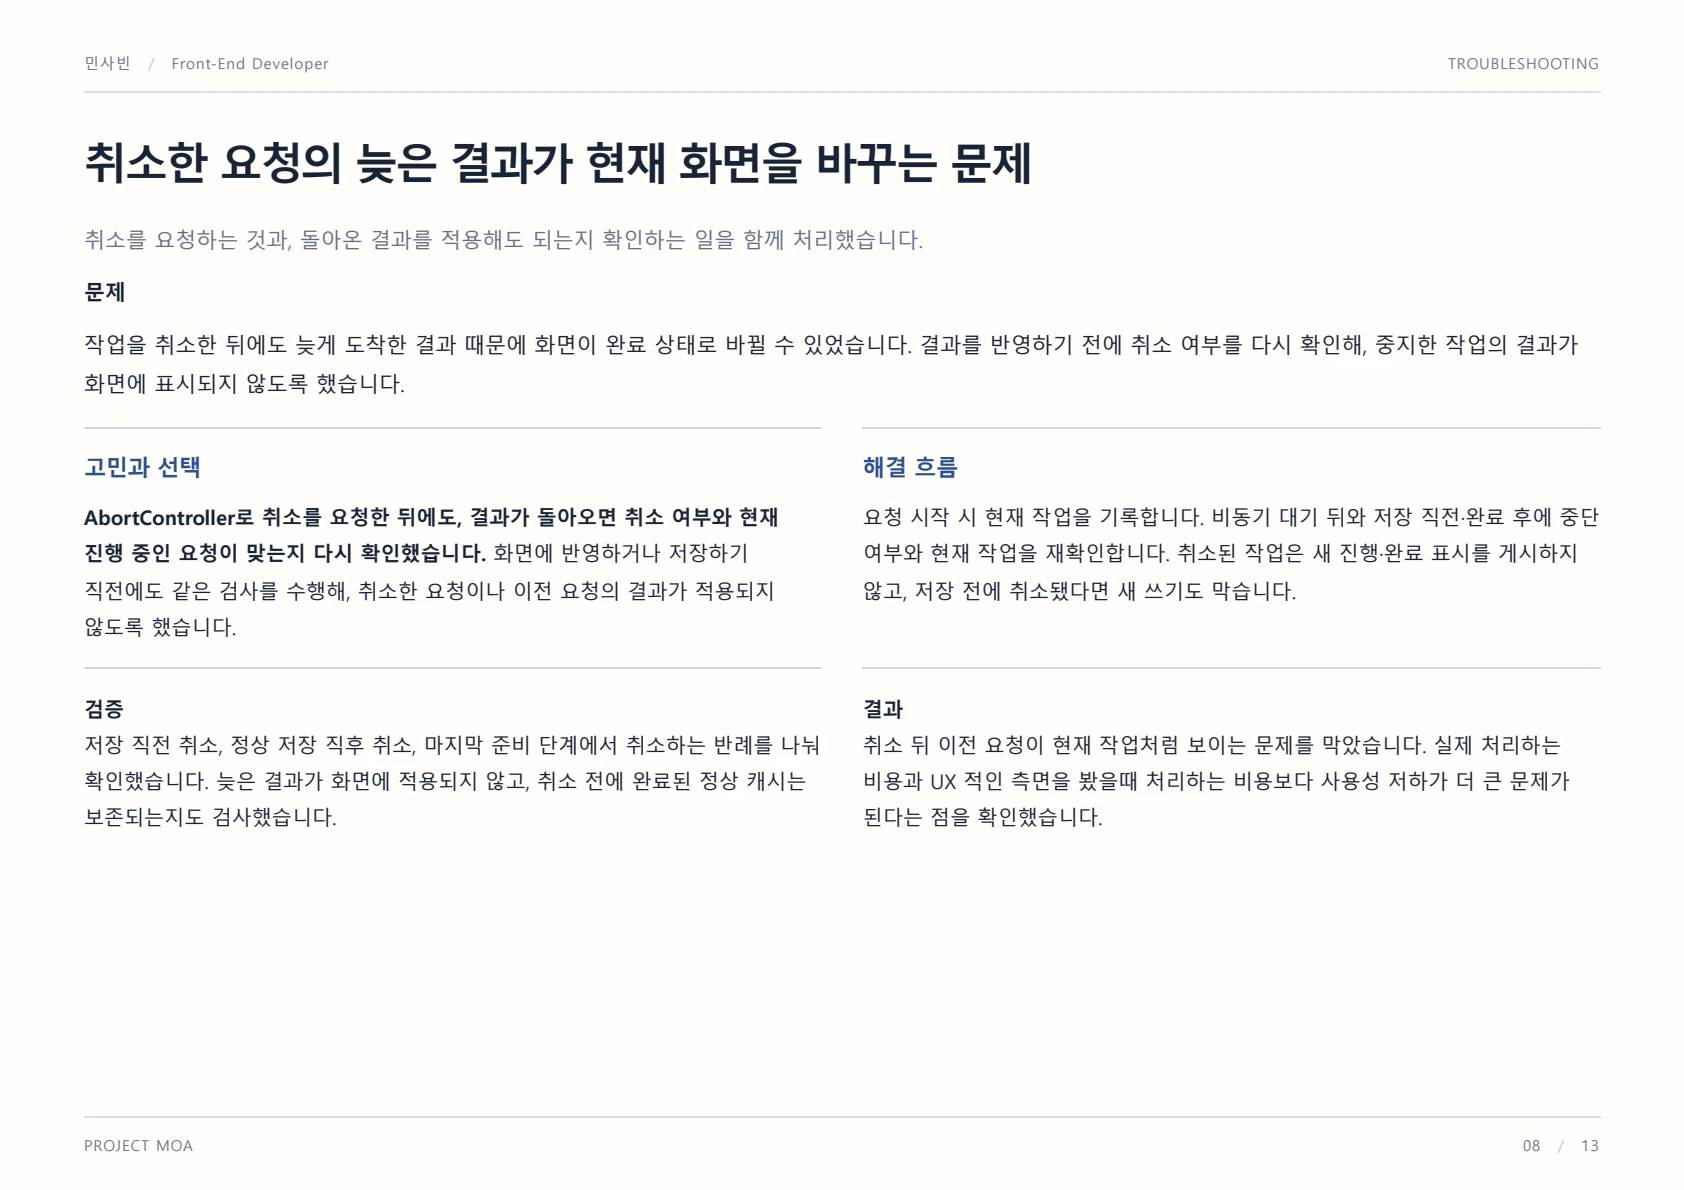 민사빈 / Front-End Developer
TROUBLESHOOTING
취소한 요청의 늦은 결과가 현재 화면을 바꾸는 문제
취소를 요청하는 것과, 돌아온 결과를 적용해도 되는지 확인하는 일을 함께 처리했습니다.
문제
작업을 취소한 뒤에도 늦게 도착한 결과 때문에 화면이 완료 상태로 바뀔 수 있었습니다. 결과를 반영하기 전에 취소 여부를 다시 확인해, 중지한 작업의 결과가
화면에 표시되지 않도록 했습니다.
고민과 선택
AbortController로 취소를 요청한 뒤에도, 결과가 돌아오면 취소 여부와 현재
진행 중인 요청이 맞는지 다시 확인했습니다. 화면에 반영하거나 저장하기
직전에도 같은 검사를 수행해, 취소한 요청이나 이전 요청의 결과가 적용되지
않도록 했습니다.
해결 흐름
요청 시작 시 현재 작업을 기록합니다. 비동기 대기 뒤와 저장 직전·완료 후에 중단
여부와 현재 작업을 재확인합니다. 취소된 작업은 새 진행·완료 표시를 게시하지
않고, 저장 전에 취소됐다면 새 쓰기도 막습니다.
검증
저장 직전 취소, 정상 저장 직후 취소, 마지막 준비 단계에서 취소하는 반례를 나눠
확인했습니다. 늦은 결과가 화면에 적용되지 않고, 취소 전에 완료된 정상 캐시는
보존되는지도 검사했습니다.
결과
취소 뒤 이전 요청이 현재 작업처럼 보이는 문제를 막았습니다. 실제 처리하는
비용과 UX 적인 측면을 봤을때 처리하는 비용보다 사용성 저하가 더 큰 문제가
된다는 점을 확인했습니다.
PROJECT MOA
08 / 13